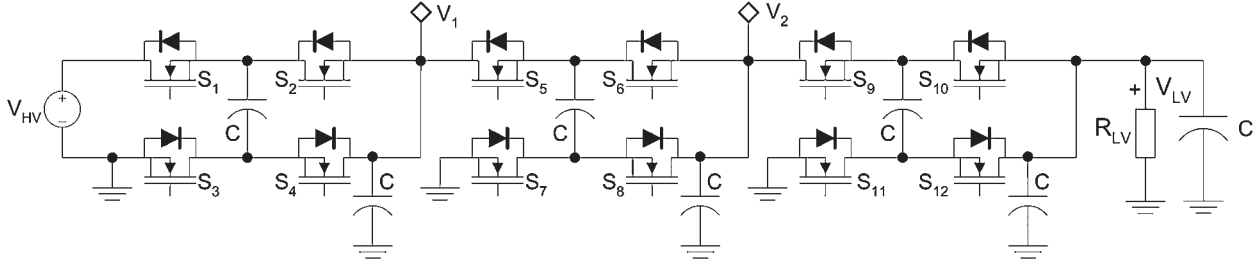 V1
V2
VHV
+
−
S1
S2
C
S3
S4
C
S5
S6
C
S7
S8
C
S9
S10
C
S11
S12
C
+
VLV
RLV
C